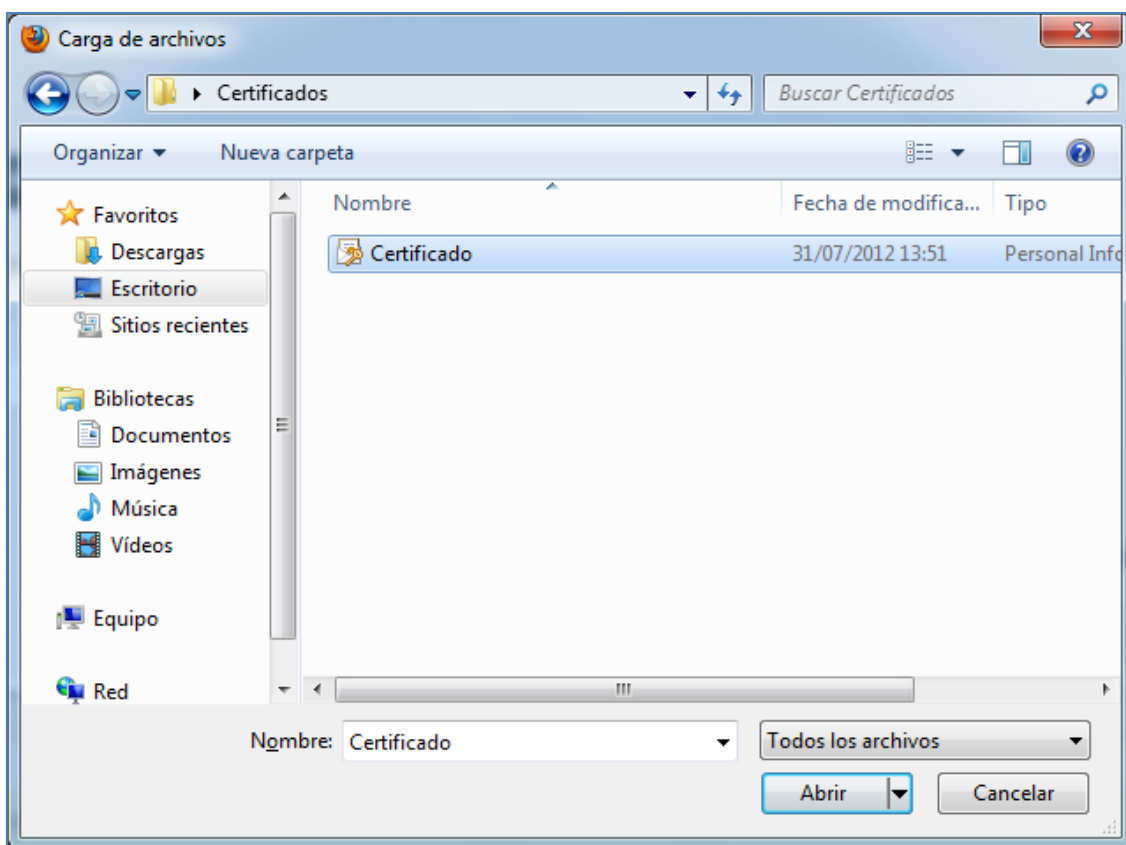 Carga de archivos
Certificados
Buscar Certificados
Organizar
Nueva carpeta
Favoritos
Descargas
Escritorio
Sitios recientes
Bibliotecas
Documentos
Imágenes
Música
Vídeos
Equipo
Red
Nombre Fecha de modifica... Tipo
Certificado 31/07/2012 13:51 Personal Info
Nombre: Certificado
Todos los archivos
Abrir
Cancelar